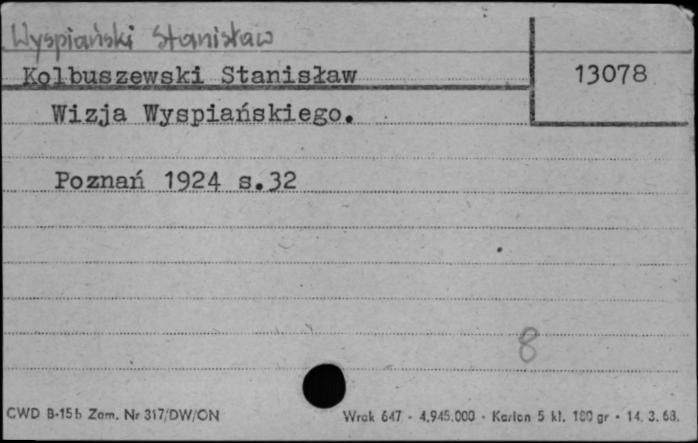 Wyspiański Stanisław
Kolbuszewski Stanisław
13078
Wizja Wyspiańskiego.
Poznań 1924 s.32
8
CWD B-15b Zam. Nr 317/DW/ON
Wrok 647 - 4.945.000 - Karton 5 kl. 180 gr - 14. 3. 68.